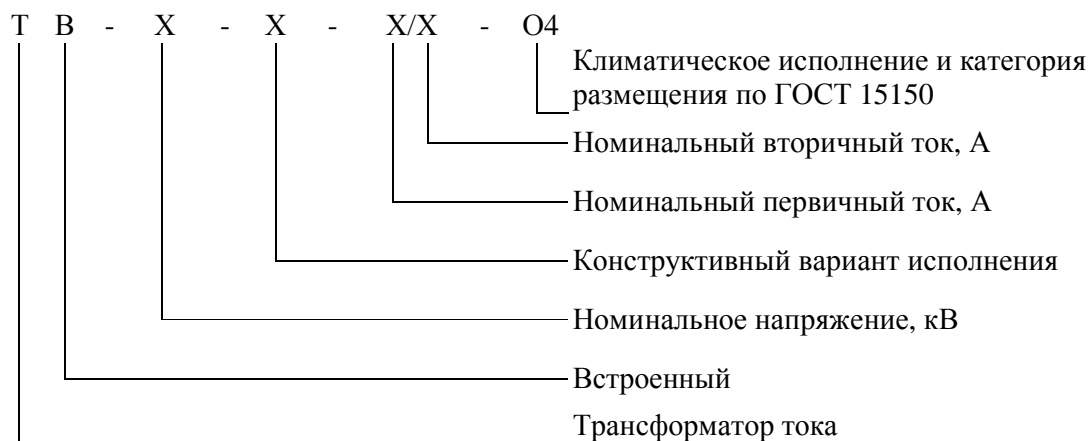 Т В - Х - Х - Х/Х - О4
Климатическое исполнение и категория
размещения по ГОСТ 15150
Номинальный вторичный ток, А
Номинальный первичный ток, А
Конструктивный вариант исполнения
Номинальное напряжение, кВ
Встроенный
Трансформатор тока